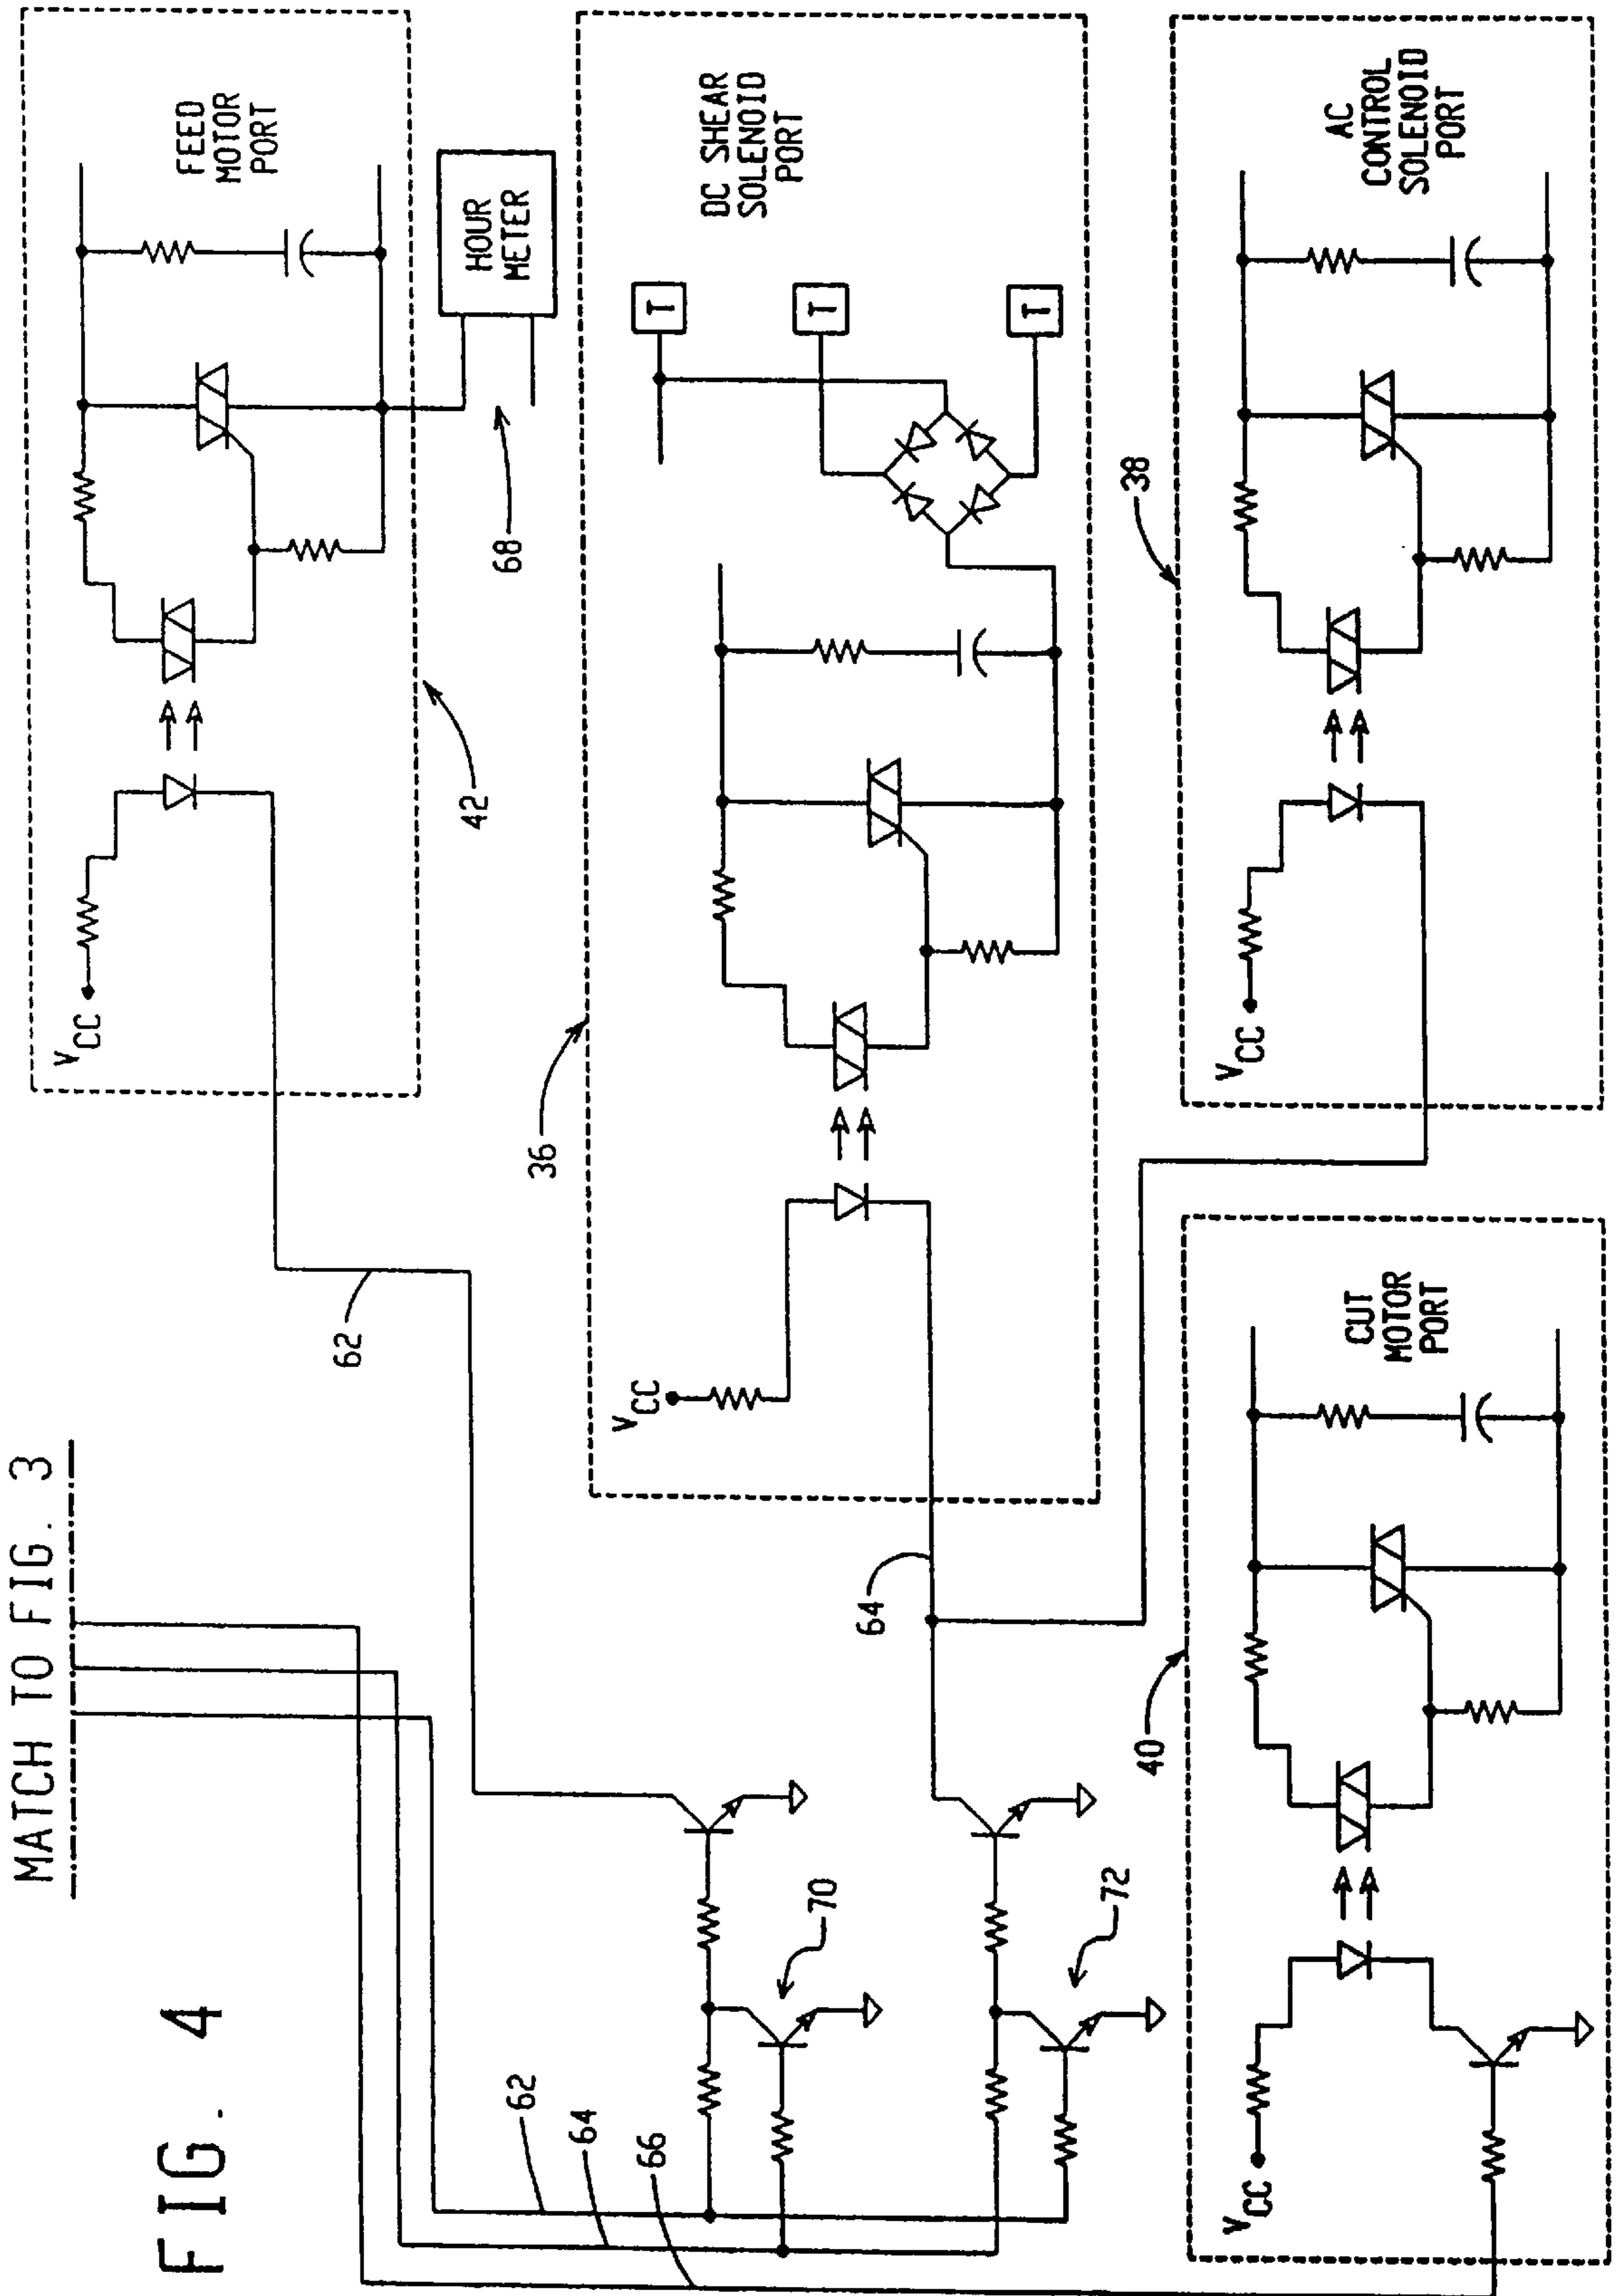 FIG. 4
MATCH TO FIG. 3
62
64
66
70
72
62
64
VCC
FEED
MOTOR
PORT
42
68
HOUR
METER
36
VCC
DC SHEAR
SOLENOID
PORT
T
T
T
38
VCC
AC
CONTROL
SOLENOID
PORT
40
VCC
CUT
MOTOR
PORT